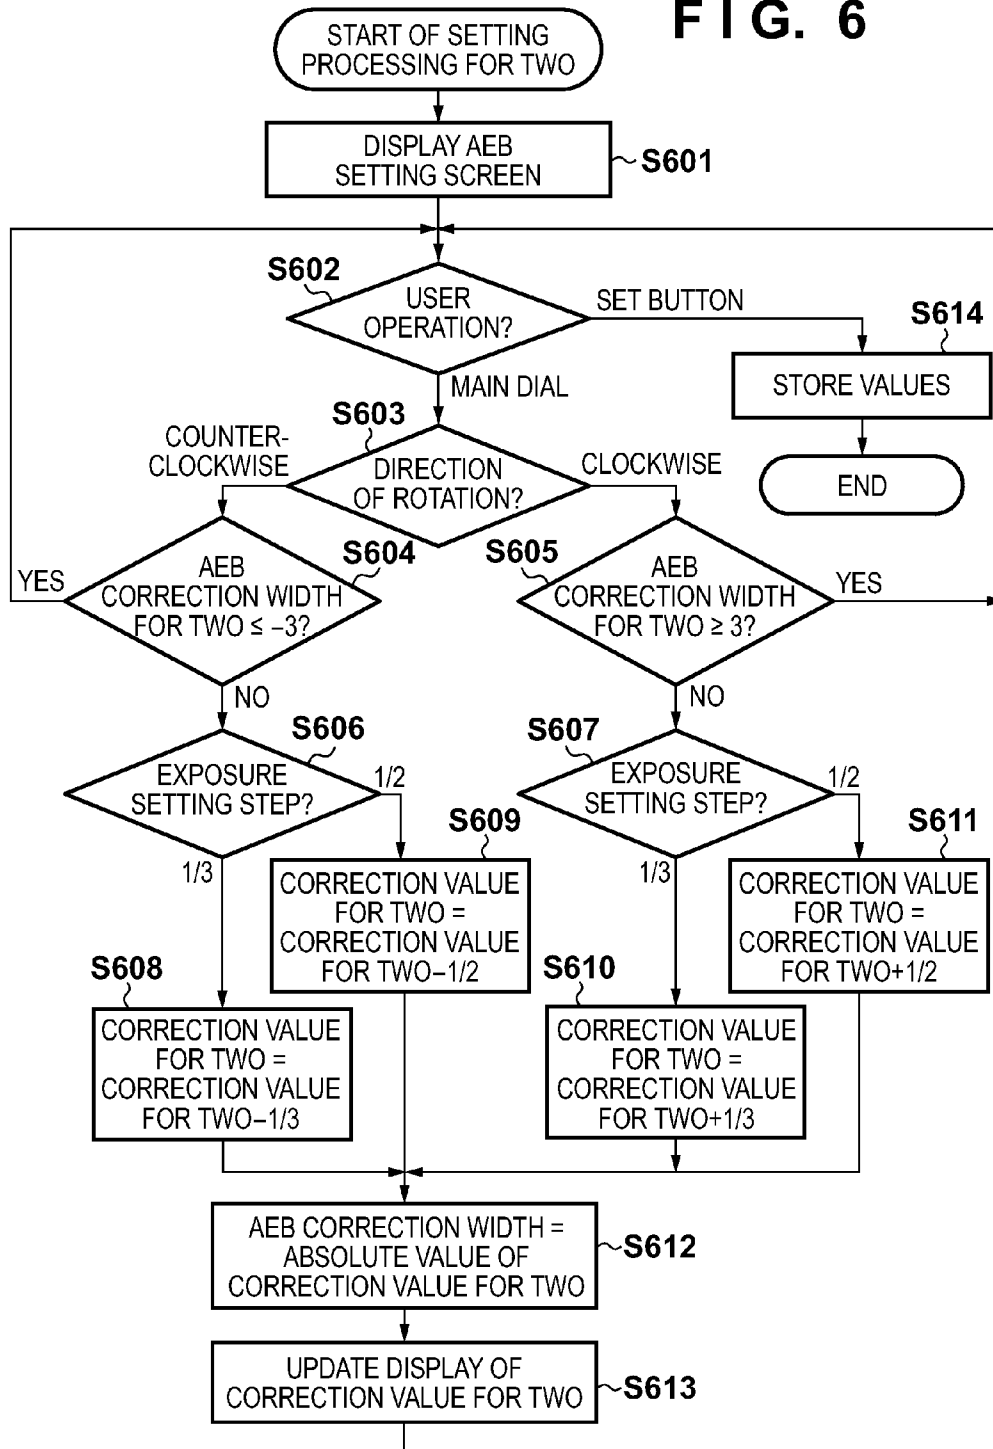 FIG. 6
START OF SETTING
PROCESSING FOR TWO
DISPLAY AEB
SETTING SCREEN
S601
S602
USER
OPERATION?
SET BUTTON
S614
STORE VALUES
END
MAIN DIAL
S603
COUNTER-
CLOCKWISE
DIRECTION
OF ROTATION?
CLOCKWISE
S604
AEB
CORRECTION WIDTH
FOR TWO ≤ −3?
YES
NO
S605
AEB
CORRECTION WIDTH
FOR TWO ≥ 3?
YES
NO
S606
EXPOSURE
SETTING STEP?
1/2
1/3
S607
EXPOSURE
SETTING STEP?
1/2
1/3
S609
CORRECTION VALUE
FOR TWO =
CORRECTION VALUE
FOR TWO−1/2
S611
CORRECTION VALUE
FOR TWO =
CORRECTION VALUE
FOR TWO+1/2
S608
CORRECTION VALUE
FOR TWO =
CORRECTION VALUE
FOR TWO−1/3
S610
CORRECTION VALUE
FOR TWO =
CORRECTION VALUE
FOR TWO+1/3
AEB CORRECTION WIDTH =
ABSOLUTE VALUE OF
CORRECTION VALUE FOR TWO
S612
UPDATE DISPLAY OF
CORRECTION VALUE FOR TWO
S613